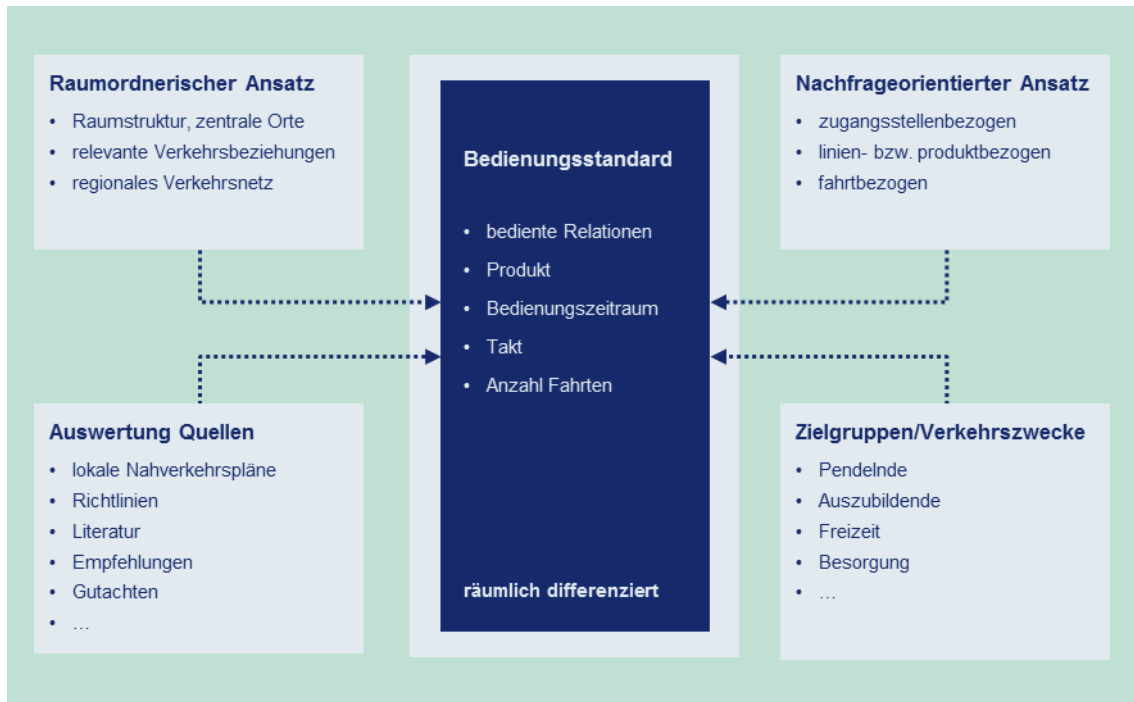 Raumordnerischer Ansatz
• Raumstruktur, zentrale Orte
• relevante Verkehrsbeziehungen
• regionales Verkehrsnetz
Auswertung Quellen
• lokale Nahverkehrspläne
• Richtlinien
• Literatur
• Empfehlungen
• Gutachten
• ...
Bedienungsstandard
• bediente Relationen
• Produkt
• Bedienungszeitraum
• Takt
• Anzahl Fahrten
räumlich differenziert
Nachfrageorientierter Ansatz
• zugangsstellenbezogen
• linien- bzw. produktbezogen
• fahrtbezogen
Zielgruppen/Verkehrszwecke
• Pendelnde
• Auszubildende
• Freizeit
• Besorgung
• ...